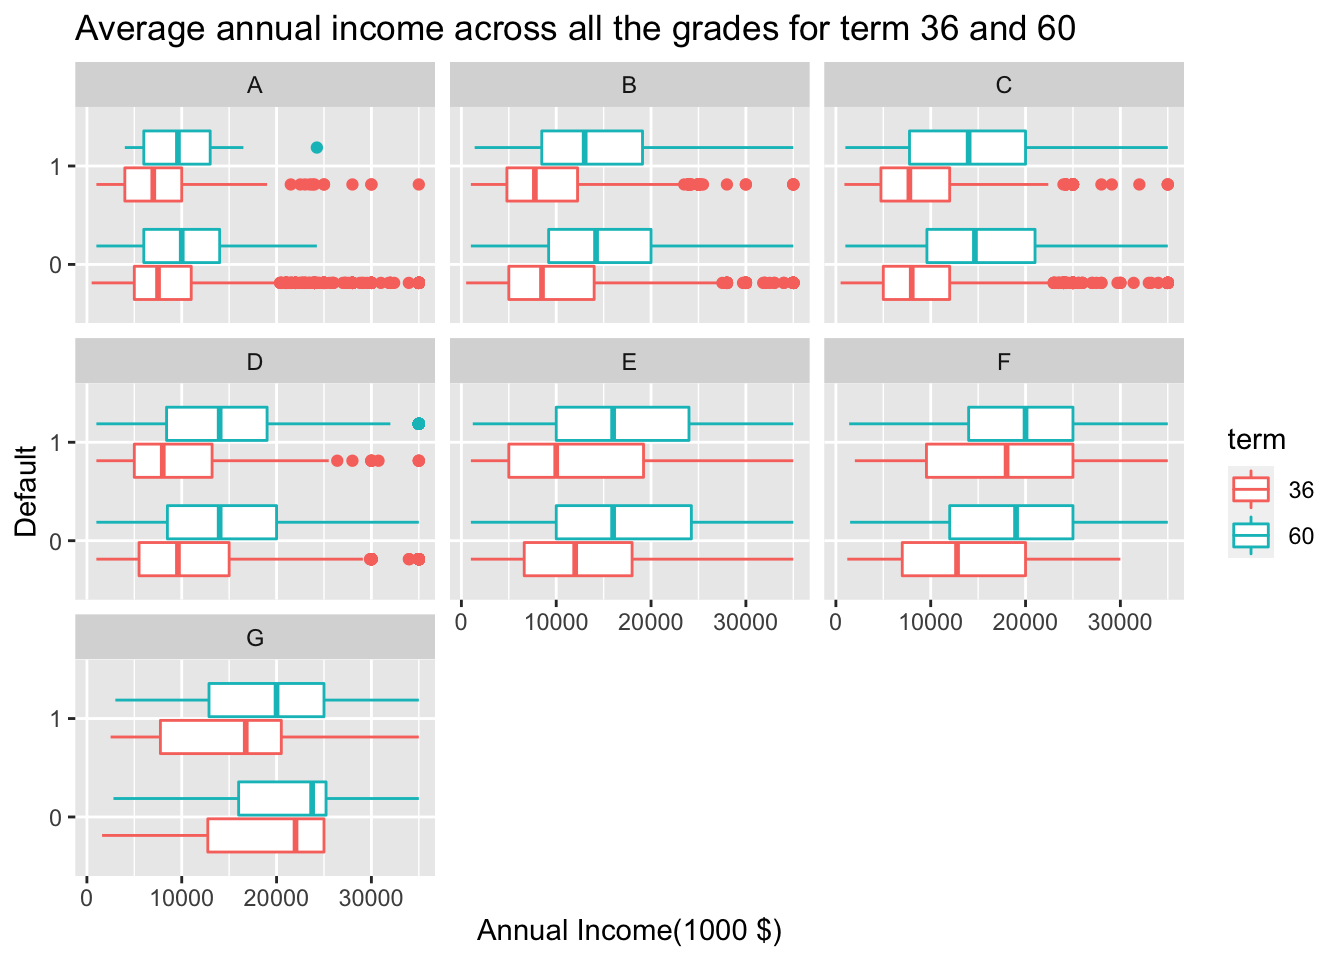 Average annual income across all the grades for term 36 and 60
A B C
1
0
D E F
1
0
0 10000 20000 30000 0 10000 20000 30000
G
1
0
0 10000 20000 30000
Annual Income(1000 $)
Default
term
36
60